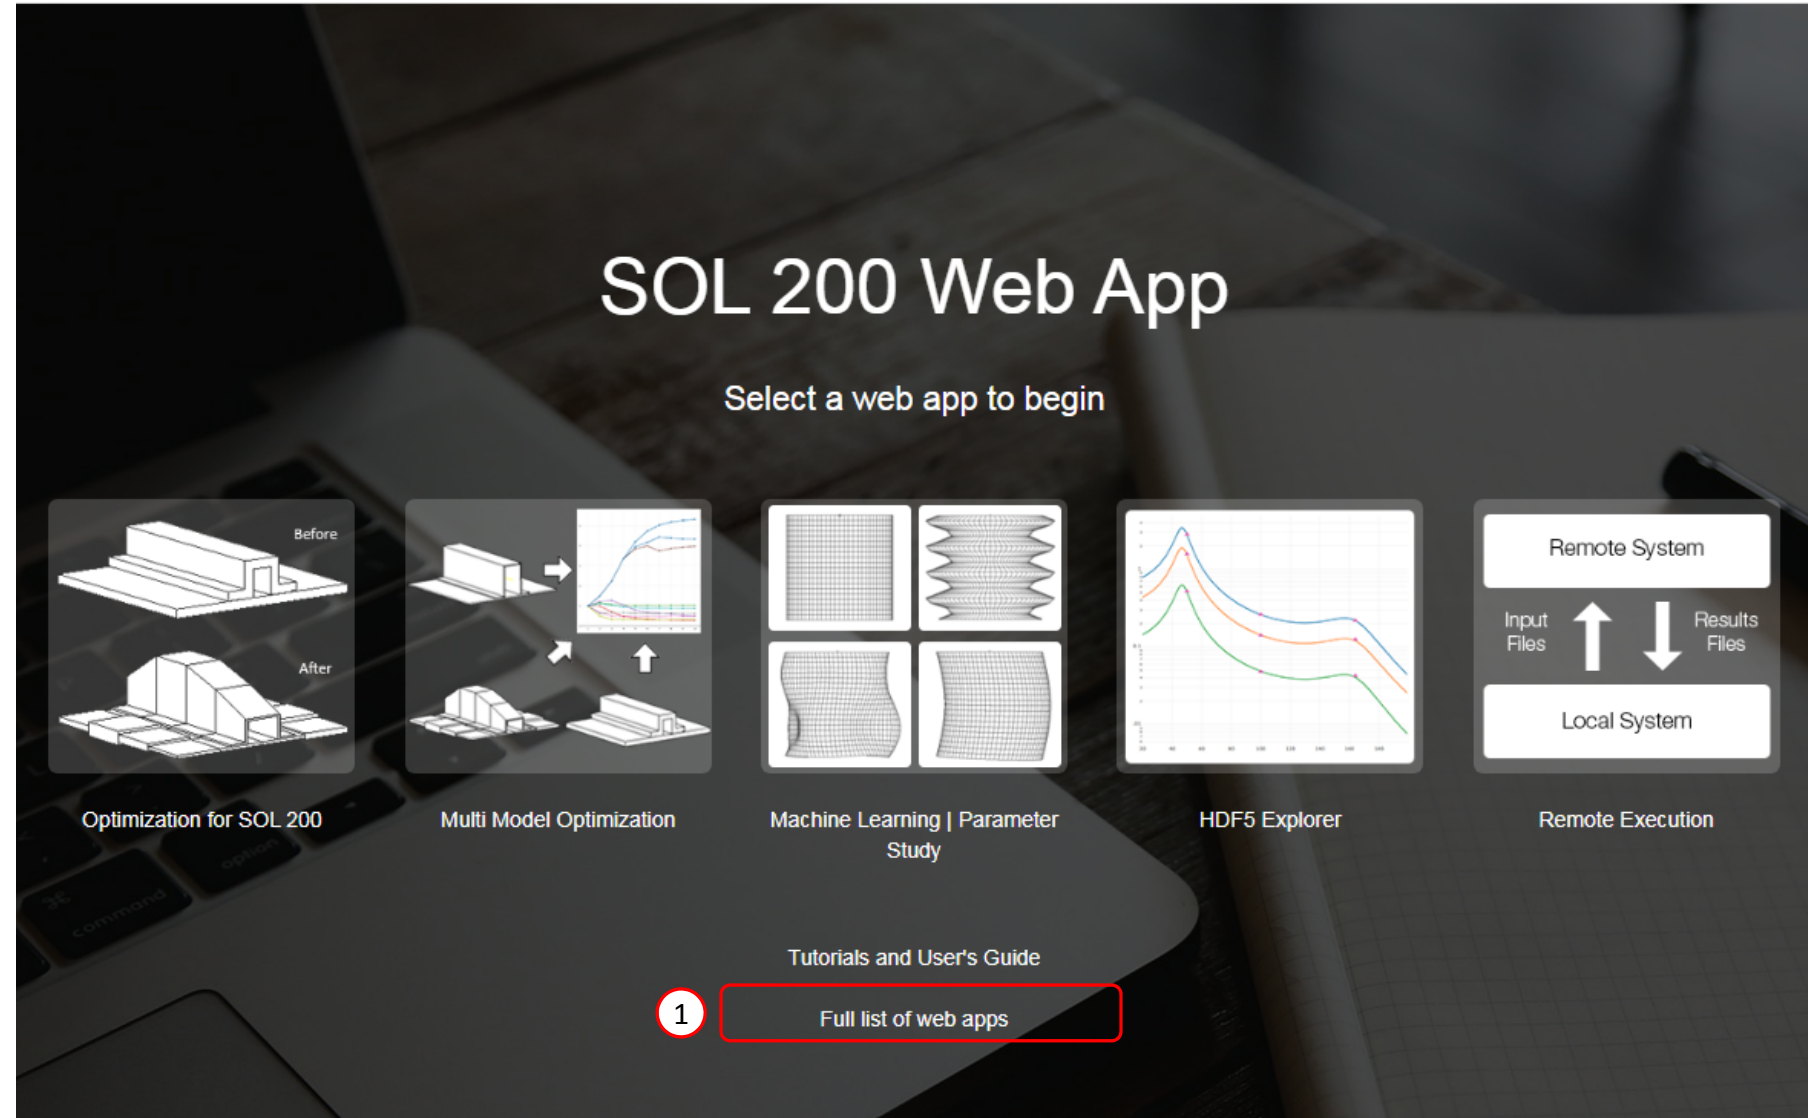 SOL 200 Web App
Select a web app to begin
Before
After
Remote System
Input
Files
Results
Files
Local System
Optimization for SOL 200
Multi Model Optimization
Machine Learning | Parameter
Study
HDF5 Explorer
Remote Execution
Tutorials and User's Guide
1
Full list of web apps